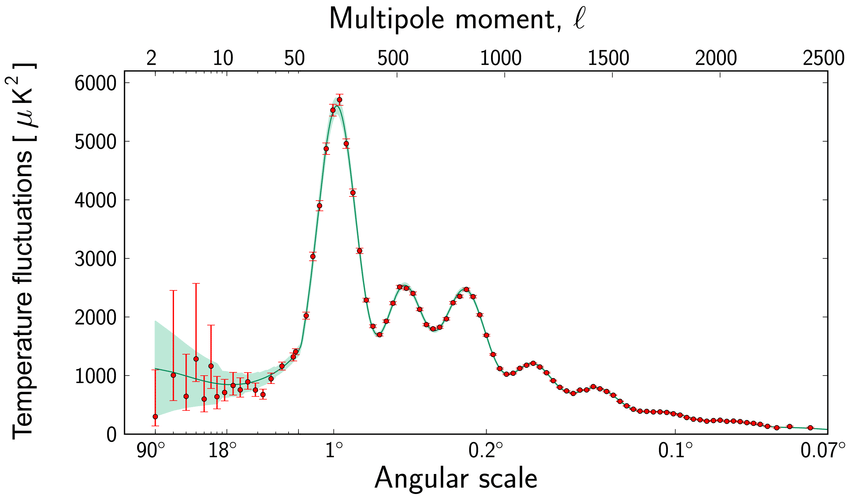 Multipole moment, ℓ
2 10 50 500 1000 1500 2000 2500
Temperature fluctuations [ μ K² ]
6000
5000
4000
3000
2000
1000
0
90° 18° 1° 0.2° 0.1° 0.07°
Angular scale